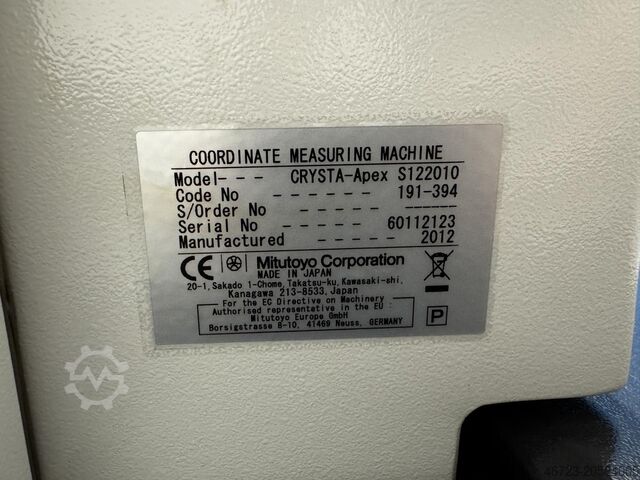 COORDINATE MEASURING MACHINE
Model- - - CRYSTA-Apex S122010
Code No - - - - - - 191-394
S/Order No - - - - - ------
Serial No - - - - - 60112123
Manufactured - - - - - 2012
CE Mitutoyo Corporation
MADE IN JAPAN
20-1, Sakado 1-Chome, Takatsu-ku, Kawasaki-shi,
Kanagawa 213-8533, Japan
For the EC Directive on Machinery
Authorised representative in the EU :
Mitutoyo Europe GmbH
Borsigstrasse 8-10, 41469 Neuss, GERMANY
P